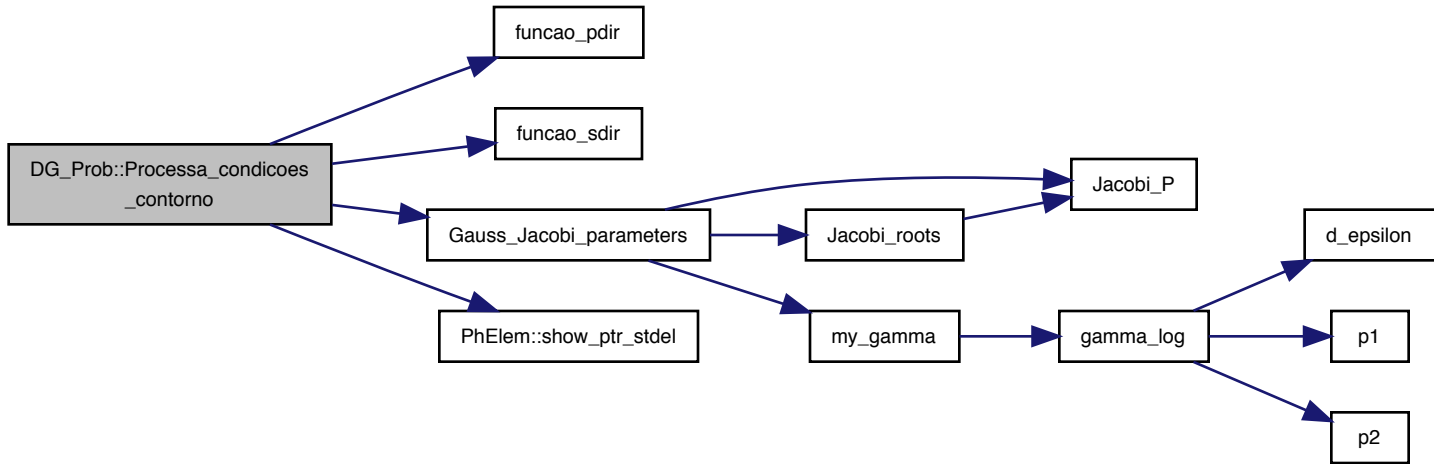 funcao_pdir
funcao_sdir
DG_Prob::Processa_condicoes
_contorno
Jacobi_P
Gauss_Jacobi_parameters
Jacobi_roots
d_epsilon
PhElem::show_ptr_stdel
my_gamma
gamma_log
p1
p2